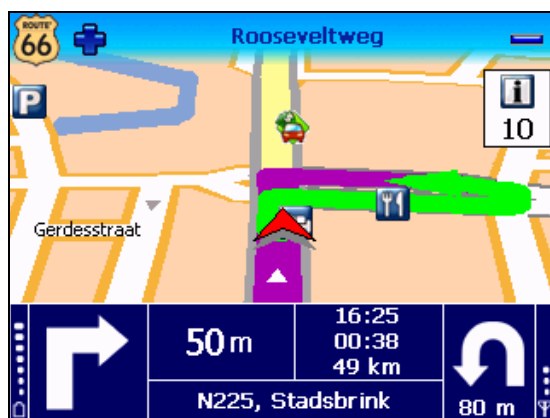 ROUTE
66
Rooseveltweg
P
i
10
Gerdesstraat
50 m
16:25
00:38
49 km
N225, Stadsbrink
80 m